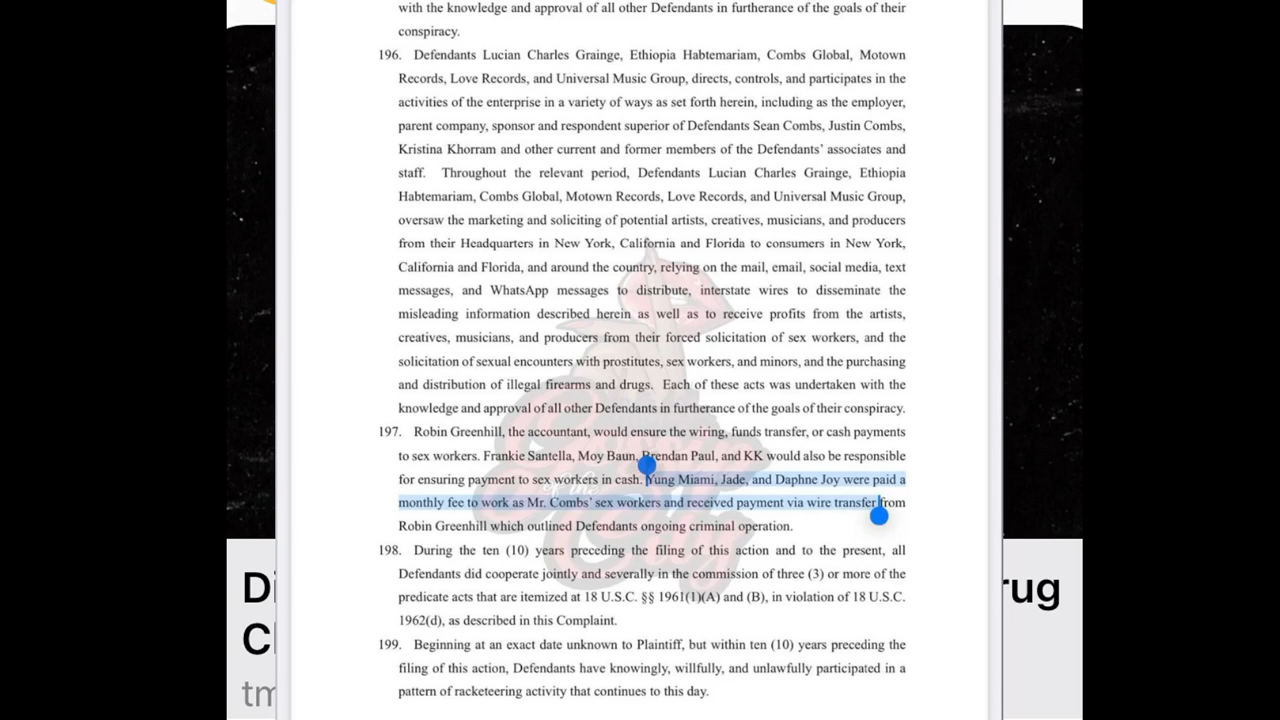 with the knowledge and approval of all other Defendants in furtherance of the goals of their
conspiracy.
196. Defendants Lucian Charles Grainge, Ethiopia Habtemariam, Combs Global, Motown
Records, Love Records, and Universal Music Group, directs, controls, and participates in the
activities of the enterprise in a variety of ways as set forth herein, including as the employer,
parent company, sponsor and respondent superior of Defendants Sean Combs, Justin Combs,
Kristina Khorram and other current and former members of the Defendants’ associates and
staff. Throughout the relevant period, Defendants Lucian Charles Grainge, Ethiopia
Habtemariam, Combs Global, Motown Records, Love Records, and Universal Music Group,
oversaw the marketing and soliciting of potential artists, creatives, musicians, and producers
from their Headquarters in New York, California and Florida to consumers in New York,
California and Florida, and around the country, relying on the mail, email, social media, text
messages, and WhatsApp messages to distribute, interstate wires to disseminate the
misleading information described herein as well as to receive profits from the artists,
creatives, musicians, and producers from their forced solicitation of sex workers, and the
solicitation of sexual encounters with prostitutes, sex workers, and minors, and the purchasing
and distribution of illegal firearms and drugs. Each of these acts was undertaken with the
knowledge and approval of all other Defendants in furtherance of the goals of their conspiracy.
197. Robin Greenhill, the accountant, would ensure the wiring, funds transfer, or cash payments
to sex workers. Frankie Santella, Moy Baun, Brendan Paul, and KK would also be responsible
for ensuring payment to sex workers in cash. Yung Miami, Jade, and Daphne Joy were paid a
monthly fee to work as Mr. Combs’ sex workers and received payment via wire transfer from
Robin Greenhill which outlined Defendants ongoing criminal operation.
198. During the ten (10) years preceding the filing of this action and to the present, all
Defendants did cooperate jointly and severally in the commission of three (3) or more of the
predicate acts that are itemized at 18 U.S.C. §§ 1961(1)(A) and (B), in violation of 18 U.S.C.
1962(d), as described in this Complaint.
199. Beginning at an exact date unknown to Plaintiff, but within ten (10) years preceding the
filing of this action, Defendants have knowingly, willfully, and unlawfully participated in a
pattern of racketeering activity that continues to this day.